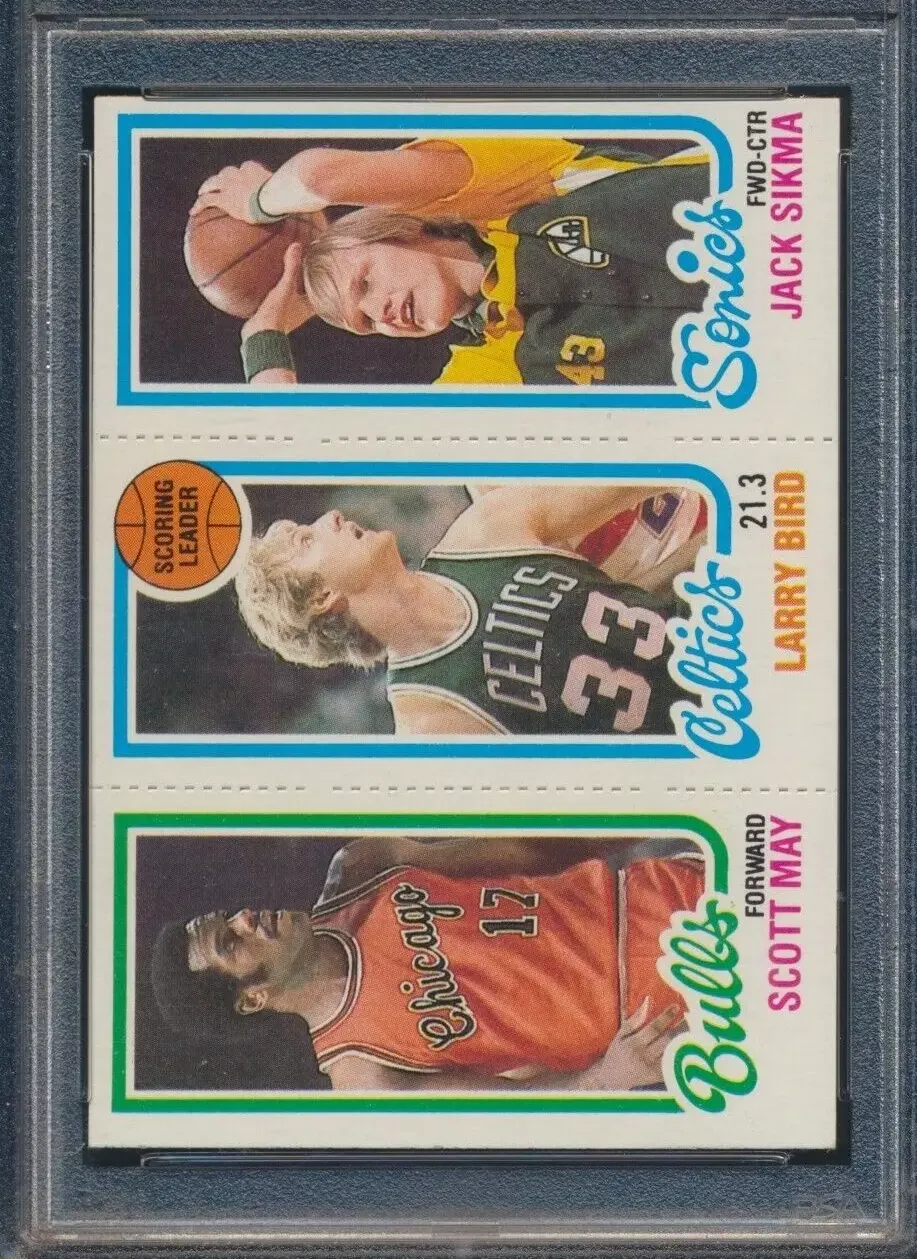 FWD-CTR
JACK SIKMA
Sonics
43
SCORING
LEADER
21.3
LARRY BIRD
Celtics
CELTICS
33
FORWARD
SCOTT MAY
Bulls
Chicago
17